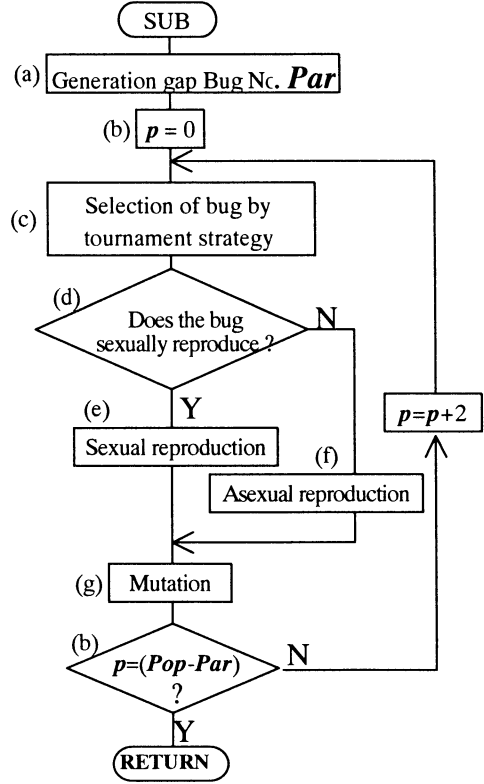 SUB
(a) Generation gap Bug No. Par
(b) p = 0
(c) Selection of bug by
tournament strategy
(d)
Does the bug
sexually reproduce ?
N
Y
p=p+2
(e)
Sexual reproduction
(f)
Asexual reproduction
(g) Mutation
(b)
p=(Pop-Par)
?
N
Y
RETURN